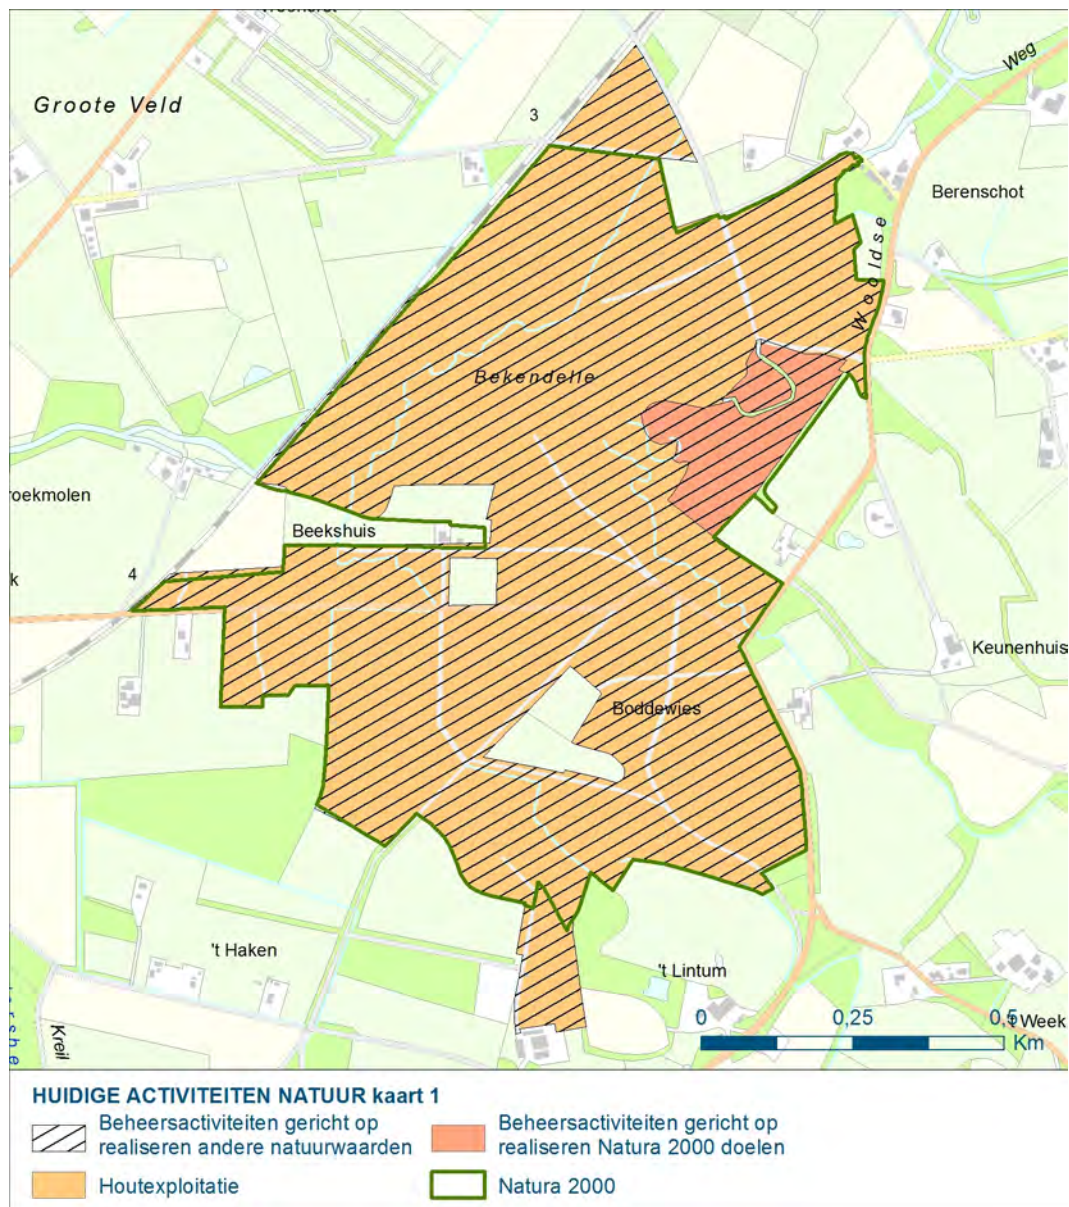 Groote Veld
3
Weg
Berenschot
Wooldse
Bekendelle
roekmolen
Beekshuis
4
k
Keunenhuis
Boddewies
't Haken
't Lintum
Kreil
0 0,25 0,5
't Week
Km
HUIDIGE ACTIVITEITEN NATUUR kaart 1
Beheersactiviteiten gericht op
realiseren andere natuurwaarden
Beheersactiviteiten gericht op
realiseren Natura 2000 doelen
Houtexploitatie
Natura 2000